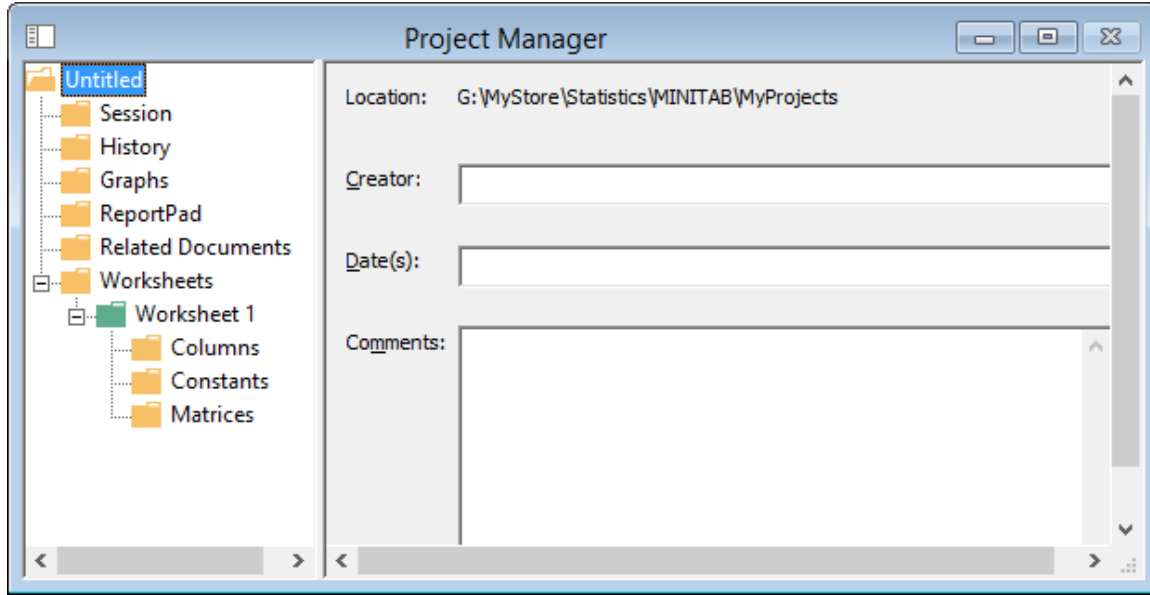 Project Manager
Untitled
Session
History
Graphs
ReportPad
Related Documents
Worksheets
Worksheet 1
Columns
Constants
Matrices
Location: G:\MyStore\Statistics\MINITAB\MyProjects
Creator:
Date(s):
Comments: